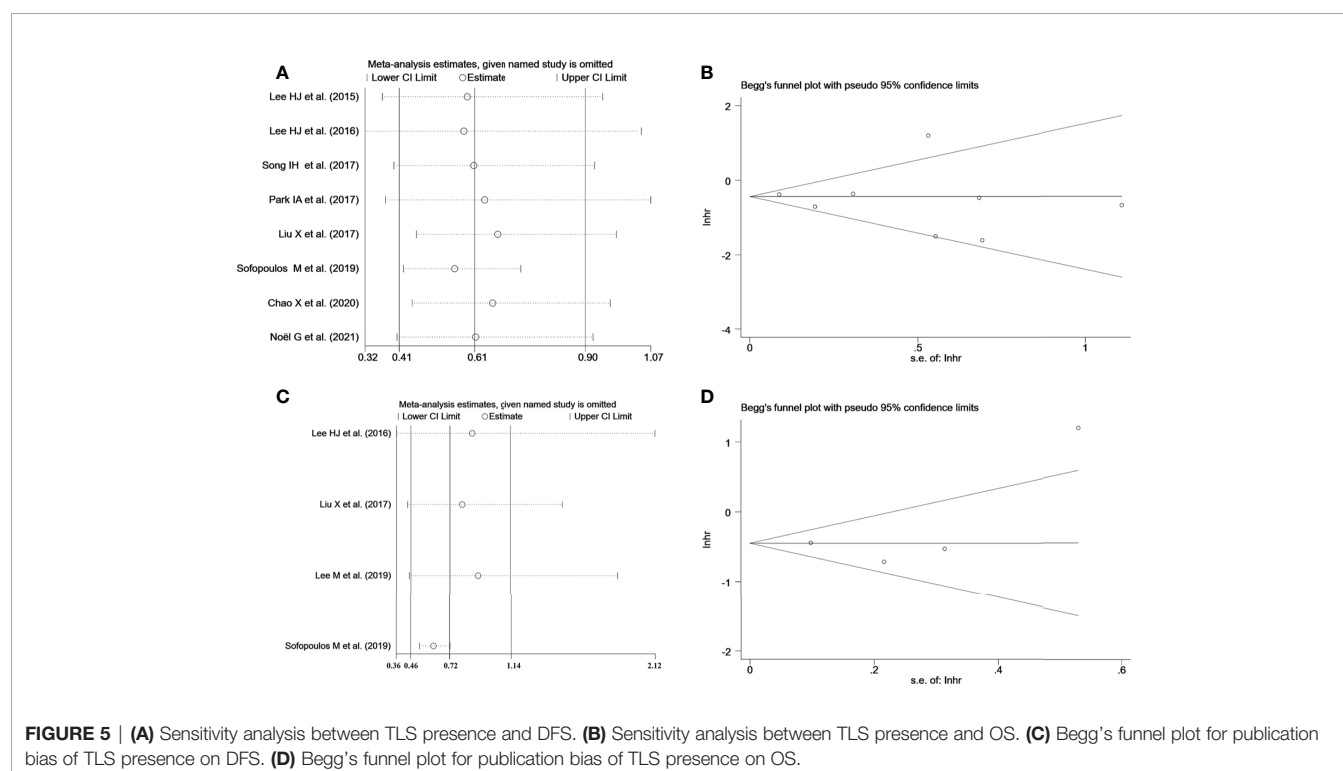 A
Meta-analysis estimates, given named study is omitted
Lower CI Limit Estimate Upper CI Limit
Lee HJ et al. (2015)
Lee HJ et al. (2016)
Song IH et al. (2017)
Park IA et al. (2017)
Liu X et al. (2017)
Sofopoulos M et al. (2019)
Chao X et al. (2020)
Noël G et al. (2021)
0.32 0.41 0.61 0.90 1.07
B
Begg's funnel plot with pseudo 95% confidence limits
2
0
-2
-4
lnhr
0 .5 1
s.e. of: lnhr
C
Meta-analysis estimates, given named study is omitted
Lower CI Limit Estimate Upper CI Limit
Lee HJ et al. (2016)
Liu X et al. (2017)
Lee M et al. (2019)
Sofopoulos M et al. (2019)
0.36 0.46 0.72 1.14 2.12
D
Begg's funnel plot with pseudo 95% confidence limits
1
0
-1
-2
lnhr
0 .2 .4 .6
s.e. of: lnhr
FIGURE 5 | (A) Sensitivity analysis between TLS presence and DFS. (B) Sensitivity analysis between TLS presence and OS. (C) Begg's funnel plot for publication
bias of TLS presence on DFS. (D) Begg's funnel plot for publication bias of TLS presence on OS.